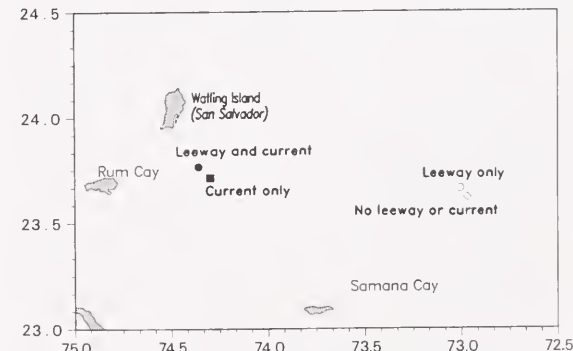 24.5
Watling Island
(San Salvador)
24.0
Leeway and current
Rum Cay
Leeway only
Current only
No leeway or current
23.5
Samana Cay
23.0
75.0 74.5 74.0 73.5 73.0 72.5